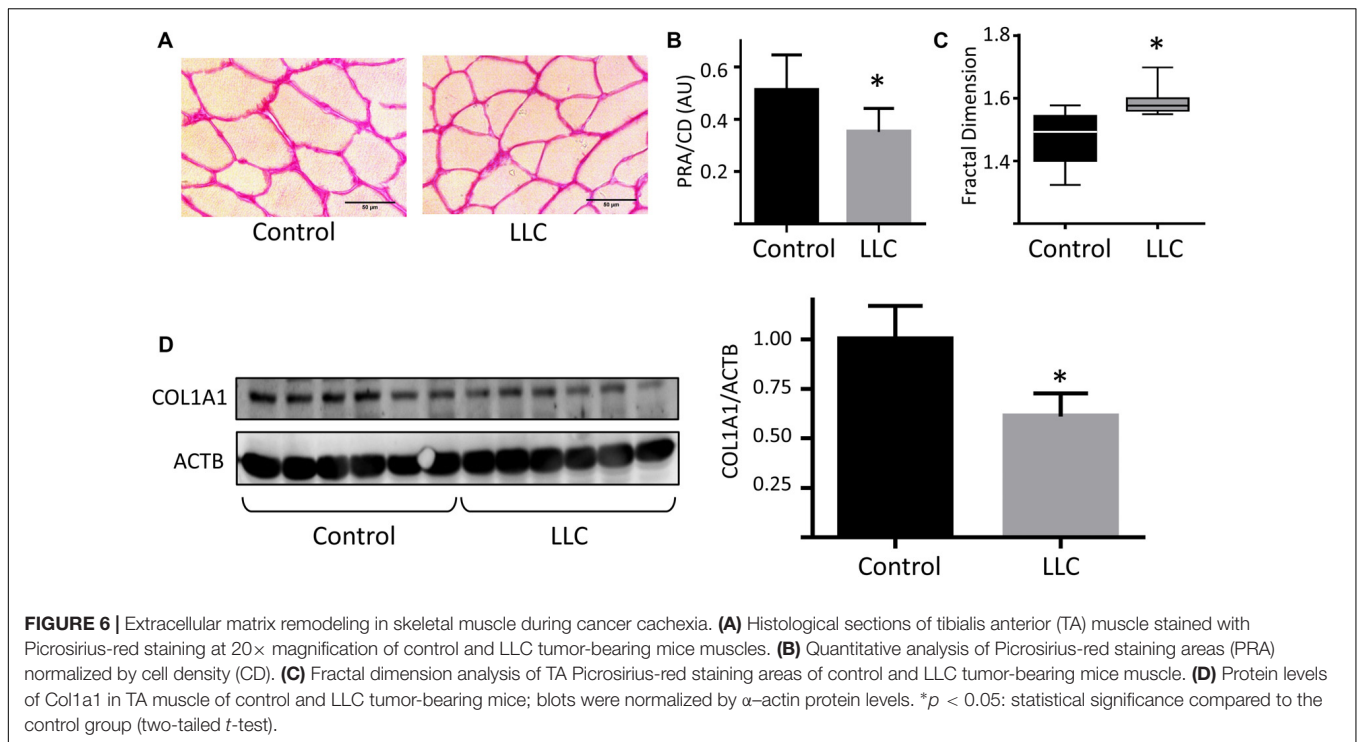 A
50 µm
50 µm
Control
LLC
B
PRA/CD (AU)
0.6
0.4
0.2
*
Control
LLC
C
Fractal Dimension
1.8
1.6
1.4
*
Control
LLC
D
COL1A1
ACTB
Control
LLC
COL1A1/ACTB
1.00
0.75
0.50
0.25
*
Control
LLC
FIGURE 6 | Extracellular matrix remodeling in skeletal muscle during cancer cachexia. (A) Histological sections of tibialis anterior (TA) muscle stained with
Picrosirius-red staining at 20× magnification of control and LLC tumor-bearing mice muscles. (B) Quantitative analysis of Picrosirius-red staining areas (PRA)
normalized by cell density (CD). (C) Fractal dimension analysis of TA Picrosirius-red staining areas of control and LLC tumor-bearing mice muscle. (D) Protein levels
of Col1a1 in TA muscle of control and LLC tumor-bearing mice; blots were normalized by α–actin protein levels. *p < 0.05: statistical significance compared to the
control group (two-tailed t-test).